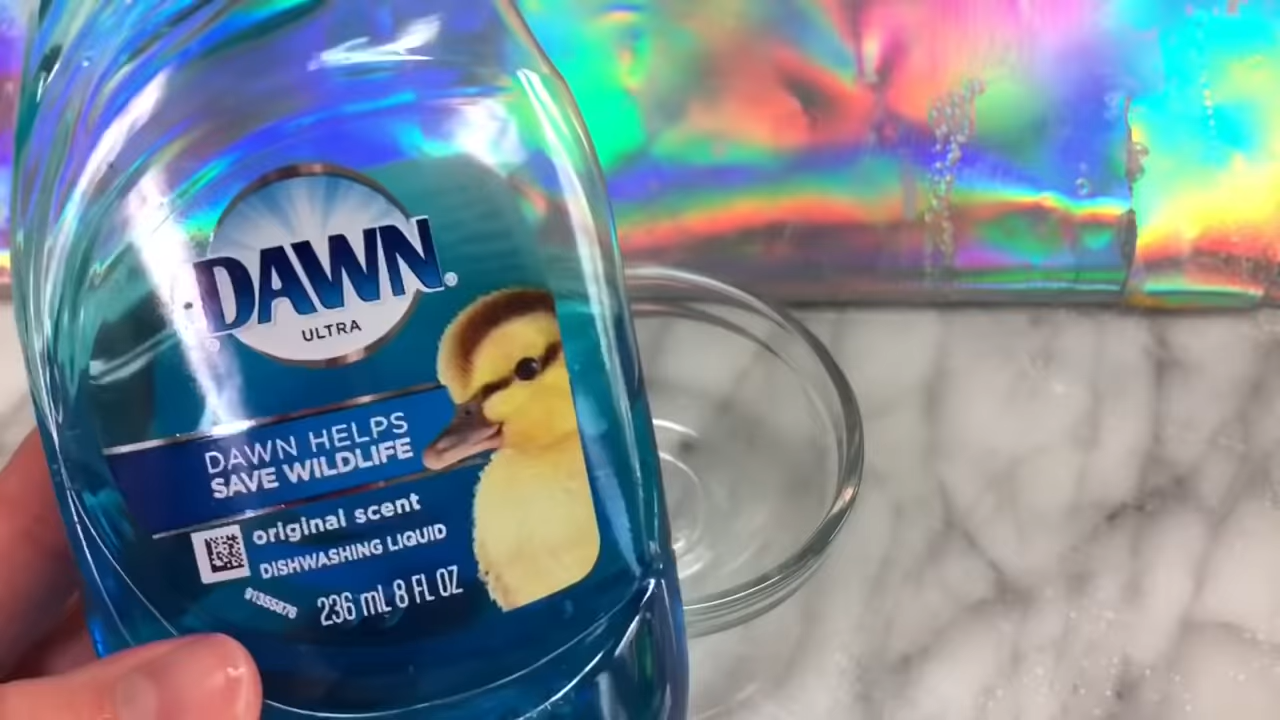 DAWN®
ULTRA
DAWN HELPS
SAVE WILDLIFE
original scent
DISHWASHING LIQUID
236 mL 8 FL OZ